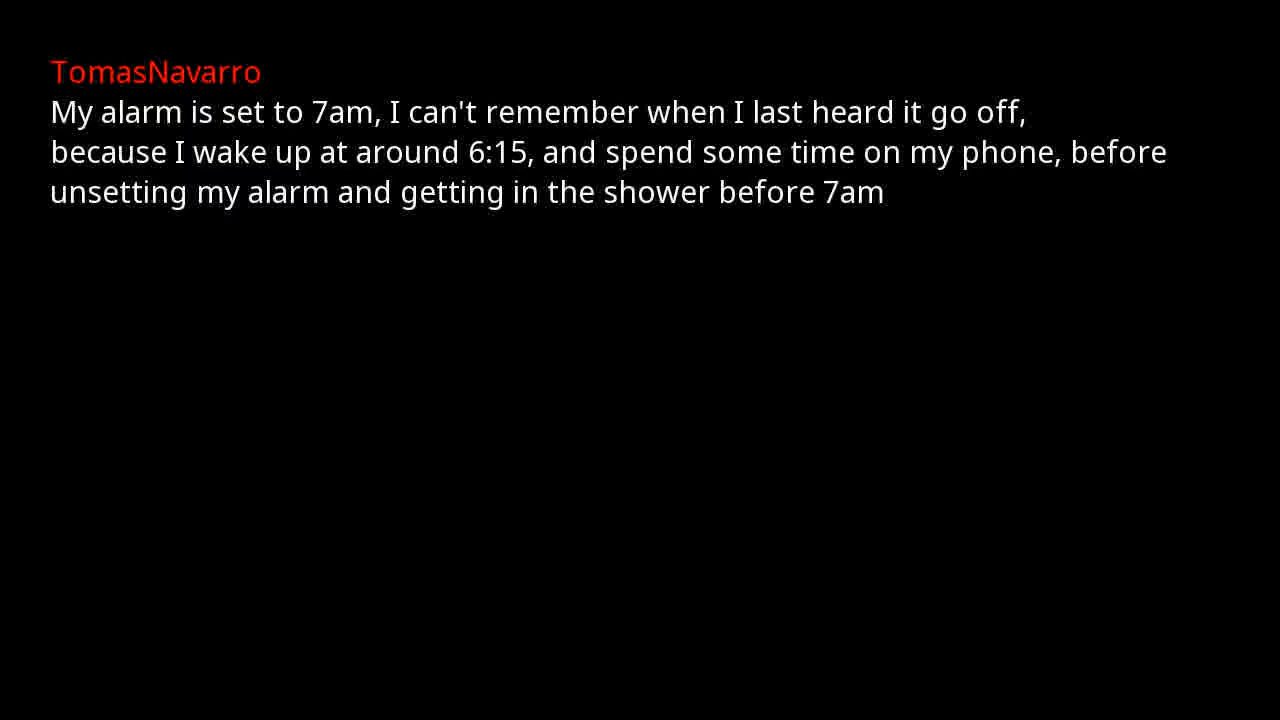 TomasNavarro
My alarm is set to 7am, I can't remember when I last heard it go off,
because I wake up at around 6:15, and spend some time on my phone, before
unsetting my alarm and getting in the shower before 7am